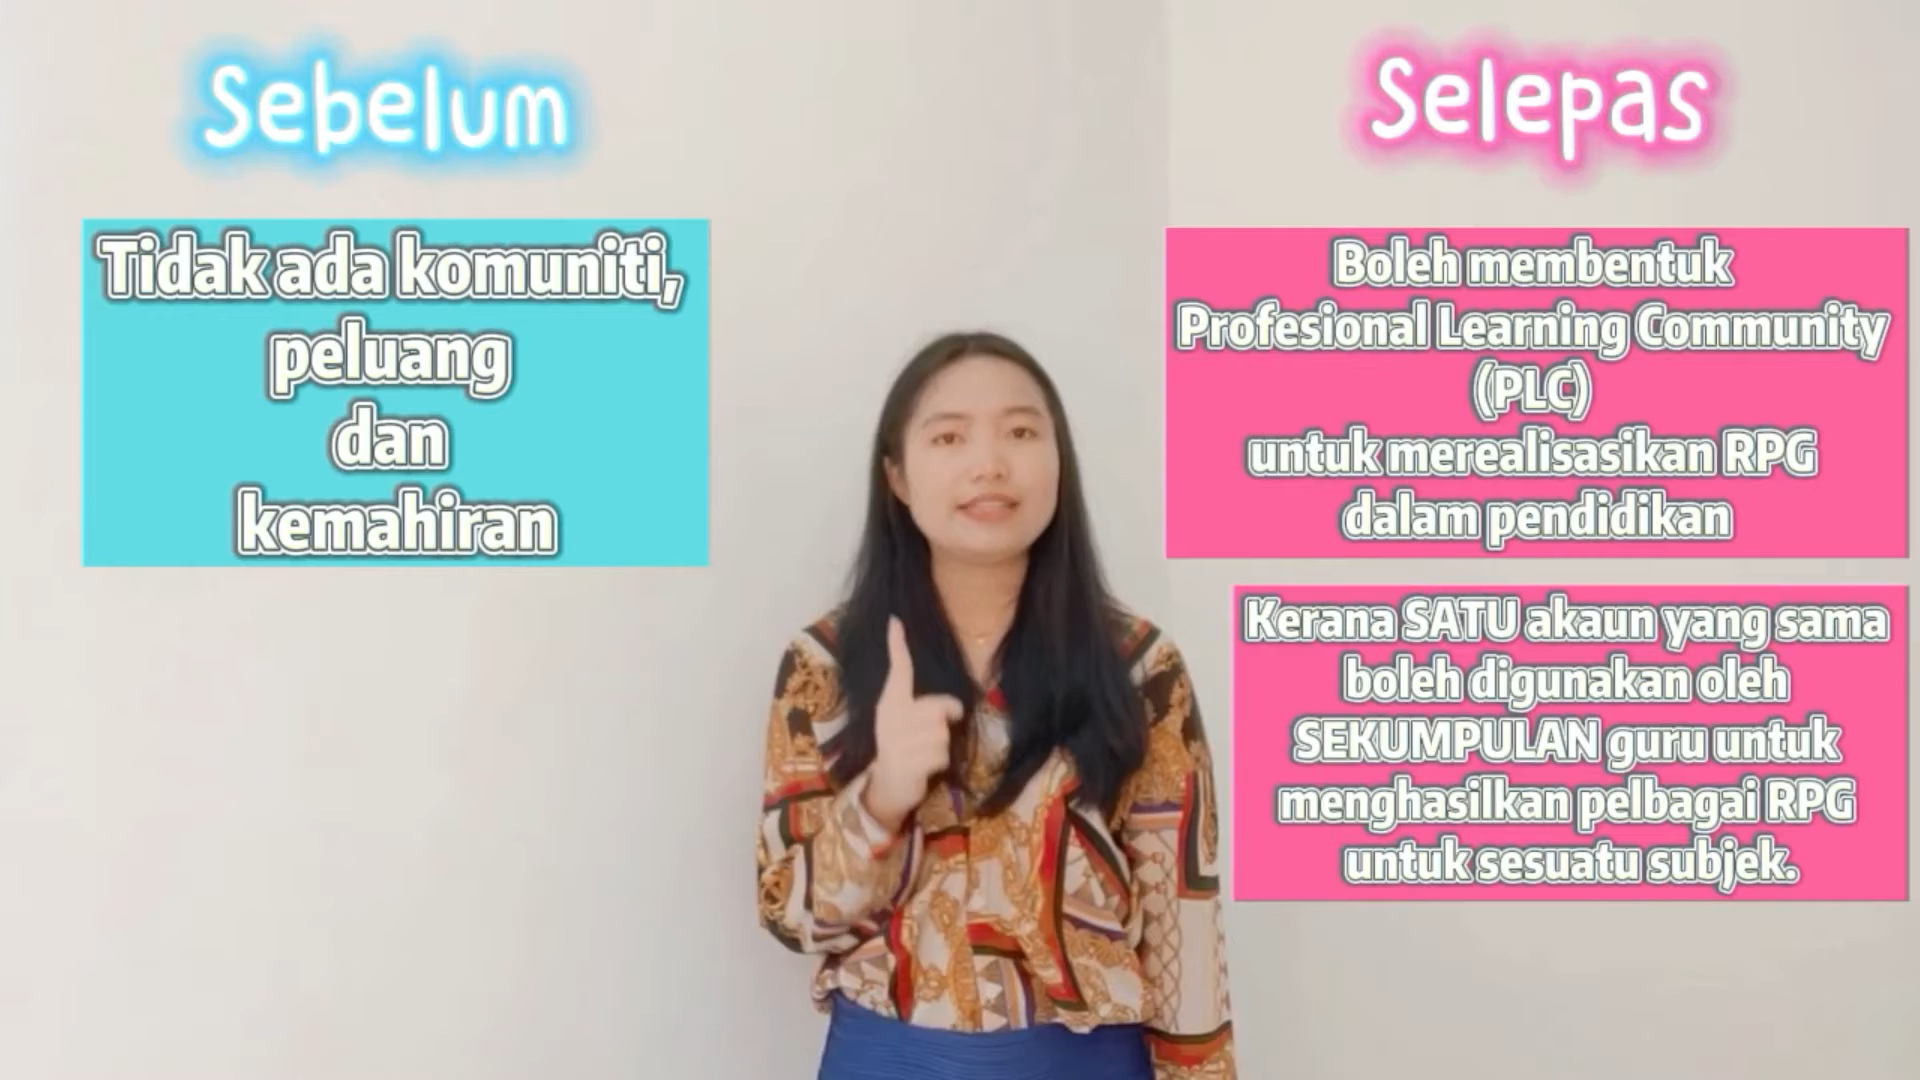 Sebelum
Tidak ada komuniti,
peluang
dan
kemahiran
Selepas
Boleh membentuk
Profesional Learning Community
(PLC)
untuk merealisasikan RPG
dalam pendidikan
Kerana SATU akaun yang sama
boleh digunakan oleh
SEKUMPULAN guru untuk
menghasilkan pelbagai RPG
untuk sesuatu subjek.